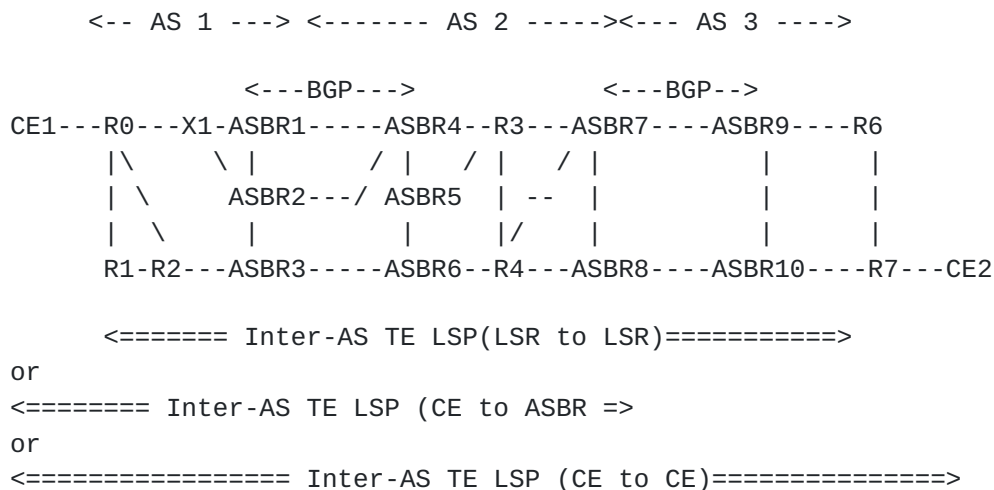 <-- AS 1 ---> <------- AS 2 -----><--- AS 3 ---->
<---BGP---> <---BGP-->
CE1---R0---X1-ASBR1-----ASBR4--R3---ASBR7----ASBR9----R6
|\ \ | / | / | / | | |
| \ ASBR2---/ ASBR5 | -- | | |
| \ | | |/ | | |
R1-R2---ASBR3-----ASBR6--R4---ASBR8----ASBR10----R7---CE2
<======= Inter-AS TE LSP(LSR to LSR)===========>
or
<======== Inter-AS TE LSP (CE to ASBR =>
or
<================= Inter-AS TE LSP (CE to CE)===============>